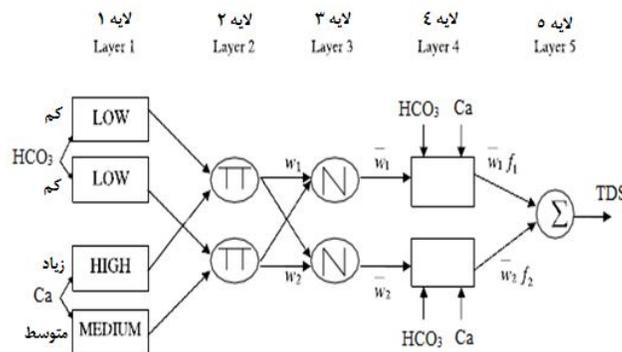 لایه ۱ لایه ۲ لایه ۳ لایه ٤ لایه ٥
Layer 1 Layer 2 Layer 3 Layer 4 Layer 5
HCO₃ Ca
کم LOW
HCO₃
کم LOW
زیاد HIGH
Ca
متوسط MEDIUM
∏ w₁ N w̅₁ w̅₁ f₁
∏ w₂ N w̅₂ w̅₂ f₂
Σ TDS
HCO₃ Ca